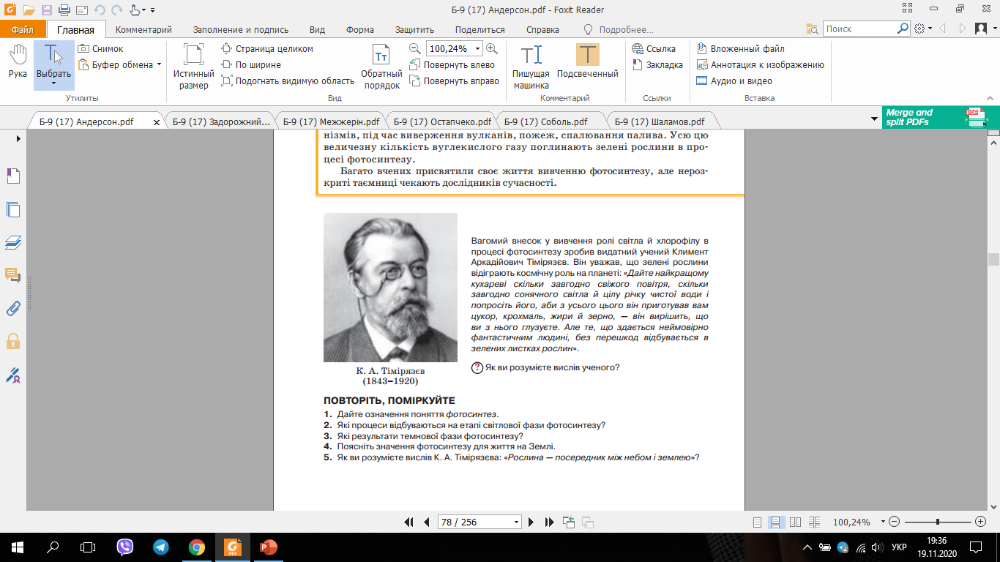 Б-9 (17) Андерсон.pdf - Foxit Reader
Файл Главная Комментарий Заполнение и подпись Вид Форма Защитить Поделиться Справка Подробнее... Поиск
Рука
Выбрать
Снимок
Буфер обмена
Утилиты
Истинный размер
Страница целиком
По ширине
Подогнать видимую область
Обратный порядок
100,24%
Повернуть влево
Повернуть вправо
Вид
Пишущая машинка
Подсвеченный
Комментарий
Ссылка
Закладка
Ссылки
Вложенный файл
Аннотация к изображению
Аудио и видео
Вставка
Б-9 (17) Андерсон.pdf Б-9 (17) Задорожний... Б-9 (17) Межжерін.pdf Б-9 (17) Остапчеко.pdf Б-9 (17) Соболь.pdf Б-9 (17) Шаламов.pdf
Merge and
split PDFs
PDF
нізмів, під час виверження вулканів, пожеж, спалювання палива. Усю цю
величезну кількість вуглекислого газу поглинають зелені рослини в про-
цесі фотосинтезу.
Багато вчених присвятили своє життя вивченню фотосинтезу, але нероз-
криті таємниці чекають дослідників сучасності.
Вагомий внесок у вивчення ролі світла й хлорофілу в
процесі фотосинтезу зробив видатний учений Климент
Аркадійович Тімірязєв. Він уважав, що зелені рослини
відіграють космічну роль на планеті: «Дайте найкращому
кухареві скільки завгодно свіжого повітря, скільки
завгодно сонячного світла й цілу річку чистої води і
попросіть його, аби з усього цього він приготував вам
цукор, крохмаль, жири й зерно, — він вирішить, що
ви з нього глузуєте. Але те, що здається неймовірно
фантастичним людині, без перешкод відбувається в
зелених листках рослин».
? Як ви розумієте вислів ученого?
К. А. Тімірязєв
(1843–1920)
ПОВТОРІТЬ, ПОМІРКУЙТЕ
1. Дайте означення поняття фотосинтез.
2. Які процеси відбуваються на етапі світлової фази фотосинтезу?
3. Які результати темнової фази фотосинтезу?
4. Поясніть значення фотосинтезу для життя на Землі.
5. Як ви розумієте вислів К. А. Тімірязєва: «Рослина — посередник між небом і землею»?
78 / 256
100,24%
PDF
УКР
19:36
19.11.2020